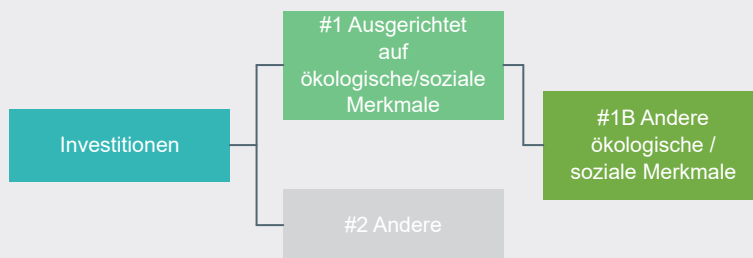 #1 Ausgerichtet
auf
ökologische/soziale
Merkmale
Investitionen
#1B Andere
ökologische /
soziale Merkmale
#2 Andere